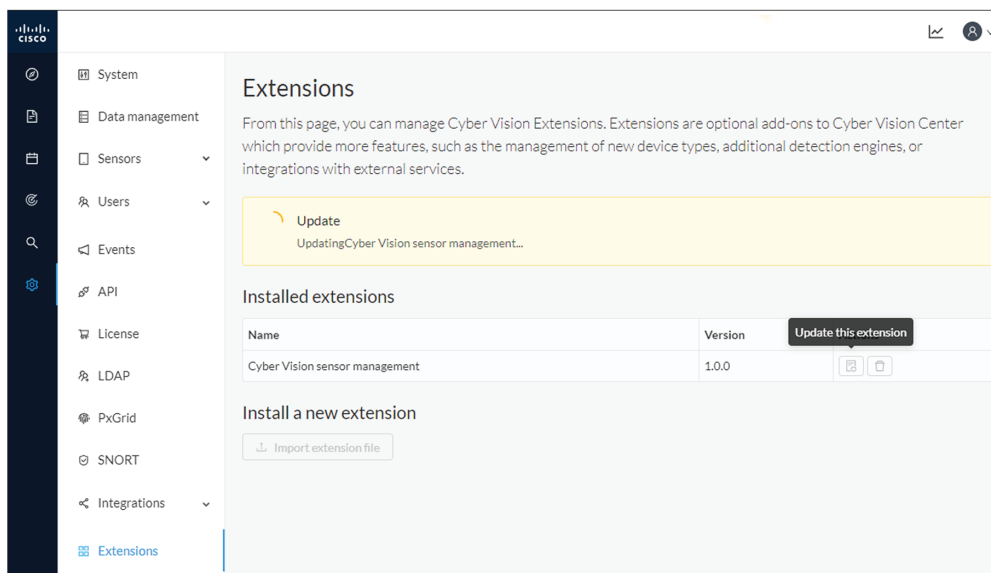 cisco
System
Data management
Sensors
Users
Events
API
License
LDAP
PxGrid
SNORT
Integrations
Extensions
Extensions
From this page, you can manage Cyber Vision Extensions. Extensions are optional add-ons to Cyber Vision Center
which provide more features, such as the management of new device types, additional detection engines, or
integrations with external services.
Update
UpdatingCyber Vision sensor management...
Installed extensions
Name Version
Update this extension
Cyber Vision sensor management 1.0.0
Install a new extension
Import extension file